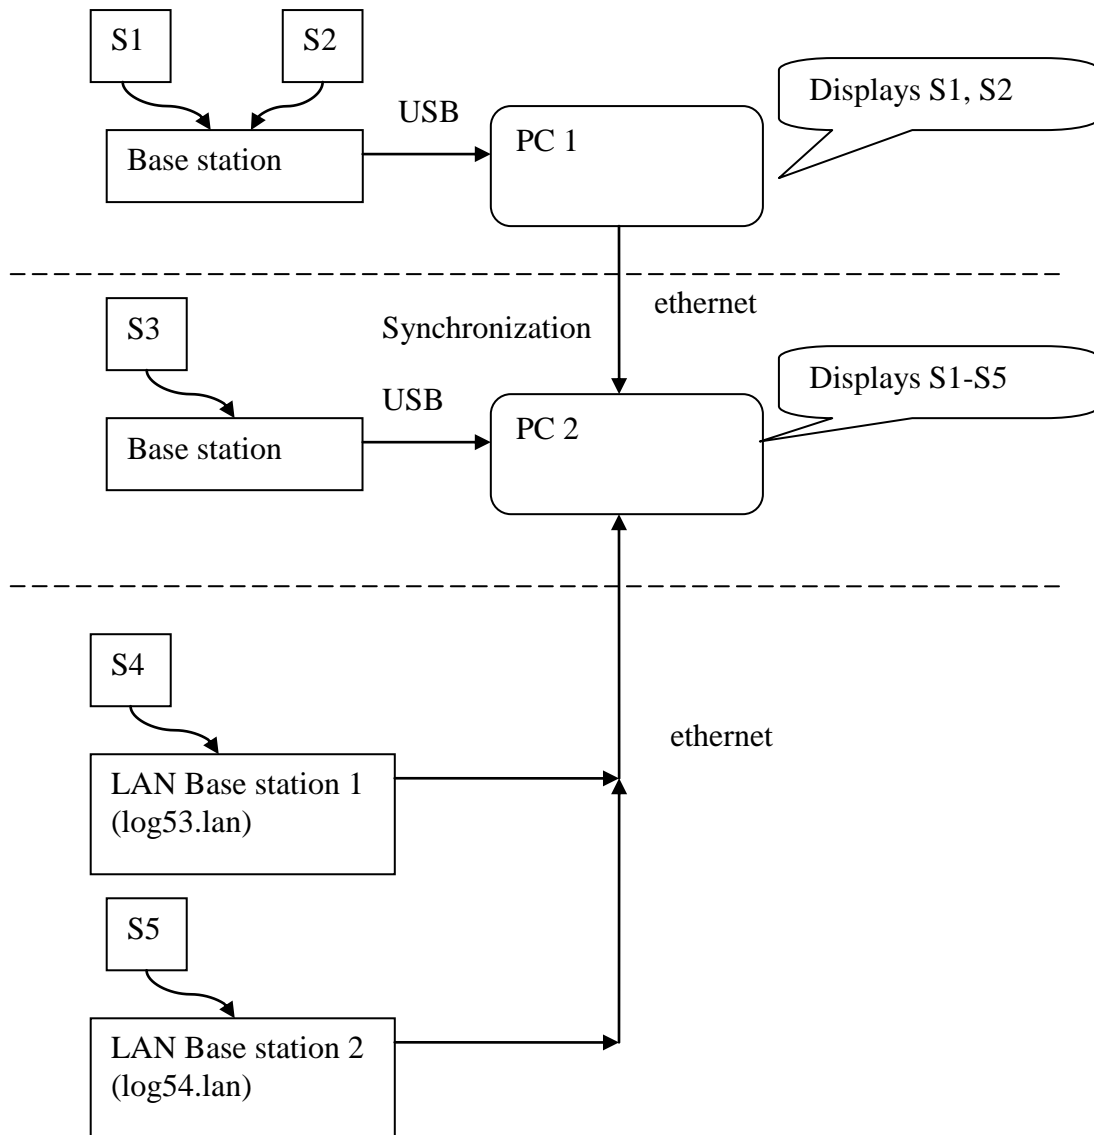 S1
S2
USB
Displays S1, S2
PC 1
Base station
S3
Synchronization
ethernet
USB
Displays S1-S5
PC 2
Base station
S4
ethernet
LAN Base station 1
(log53.lan)
S5
LAN Base station 2
(log54.lan)